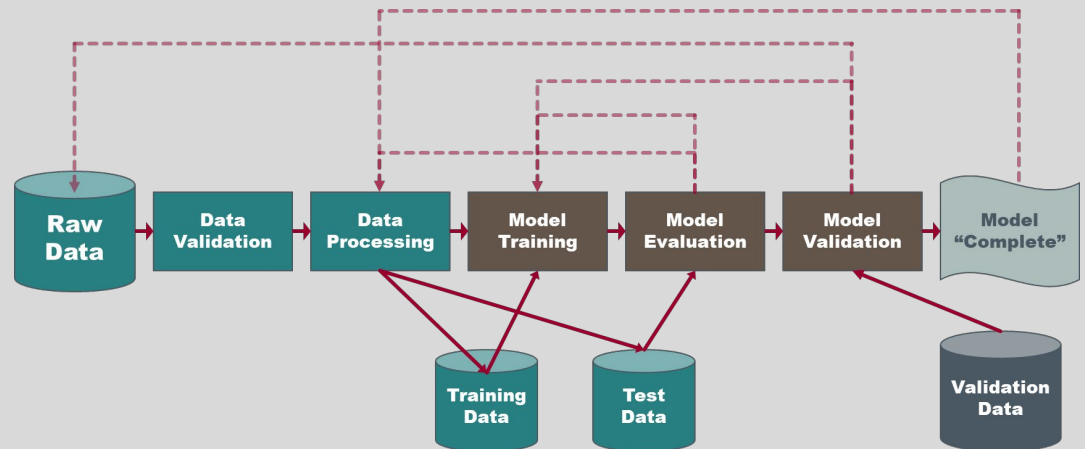 Raw
Data
Data
Validation
Data
Processing
Model
Training
Model
Evaluation
Model
Validation
Model
“Complete”
Training
Data
Test
Data
Validation
Data